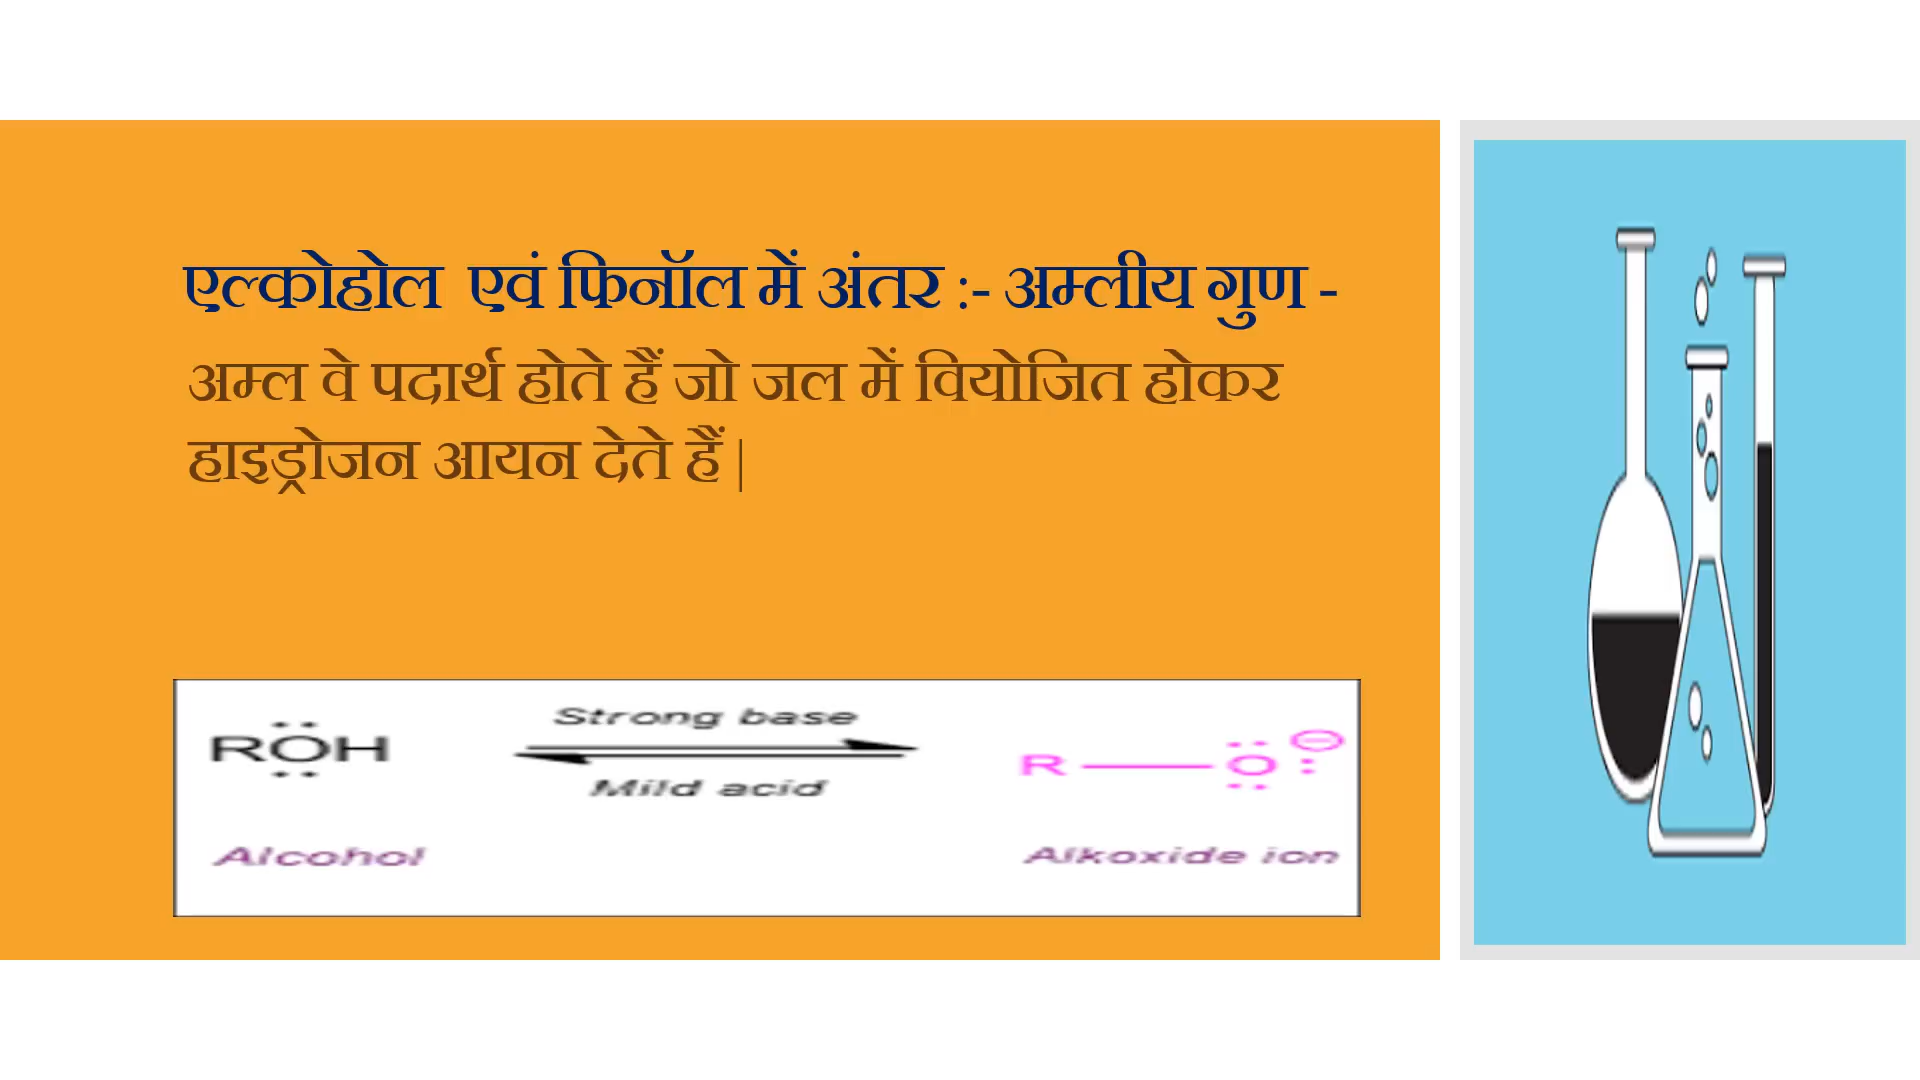 एल्कोहोल एवं फिनॉल में अंतर :- अम्लीय गुण -
अम्ल वे पदार्थ होते हैं जो जल में वियोजित होकर
हाइड्रोजन आयन देते हैं |
Strong base
ROH
R — O ⊖
Mild acid
Alcohol
Alkoxide ion